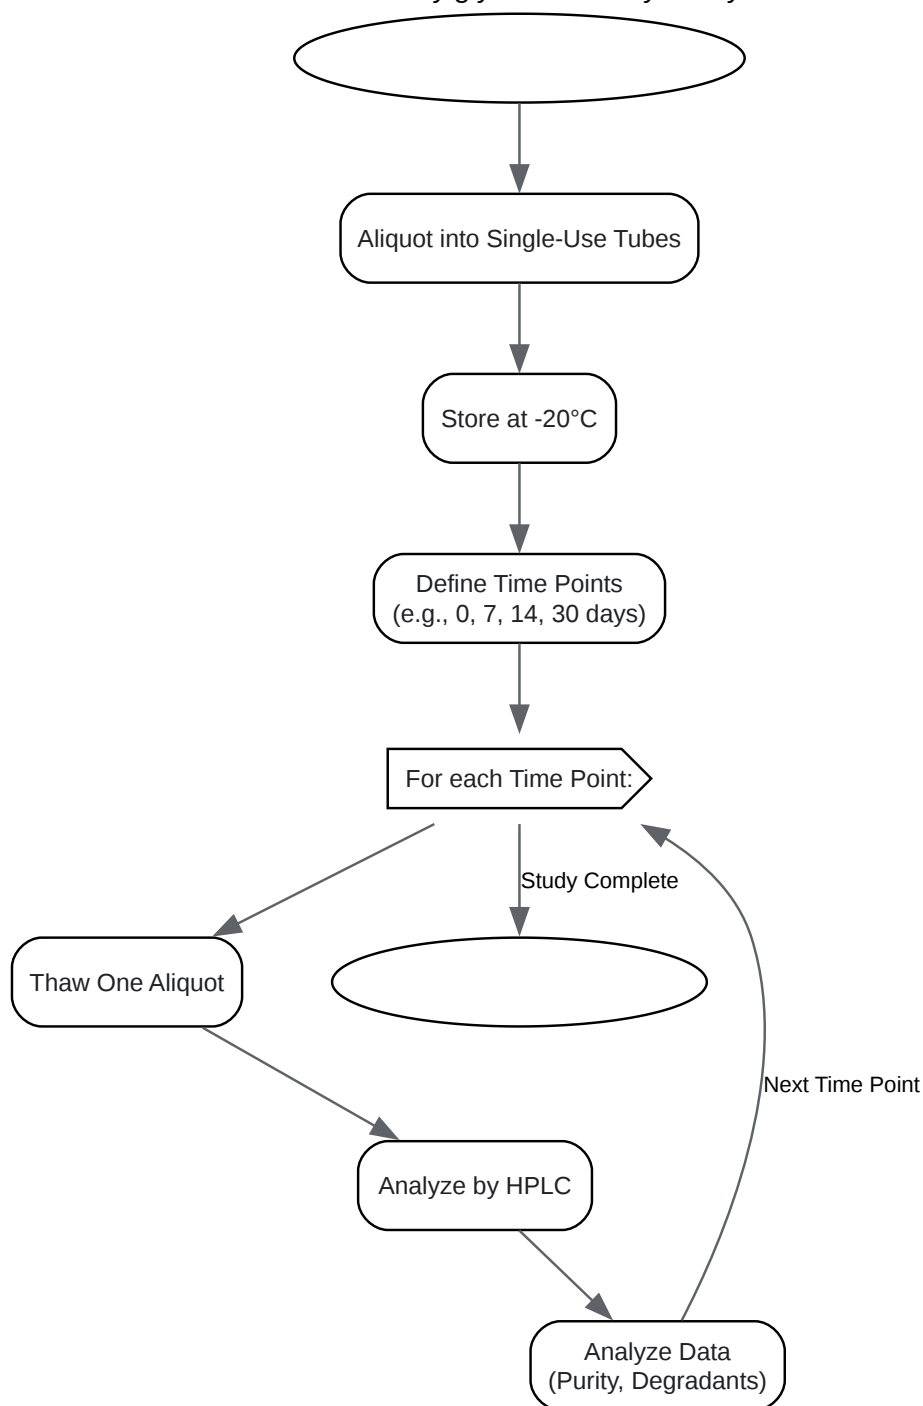 Aliquot into Single-Use Tubes
Store at -20°C
Define Time Points
(e.g., 0, 7, 14, 30 days)
For each Time Point:
Study Complete
Thaw One Aliquot
Next Time Point
Analyze by HPLC
Analyze Data
(Purity, Degradants)